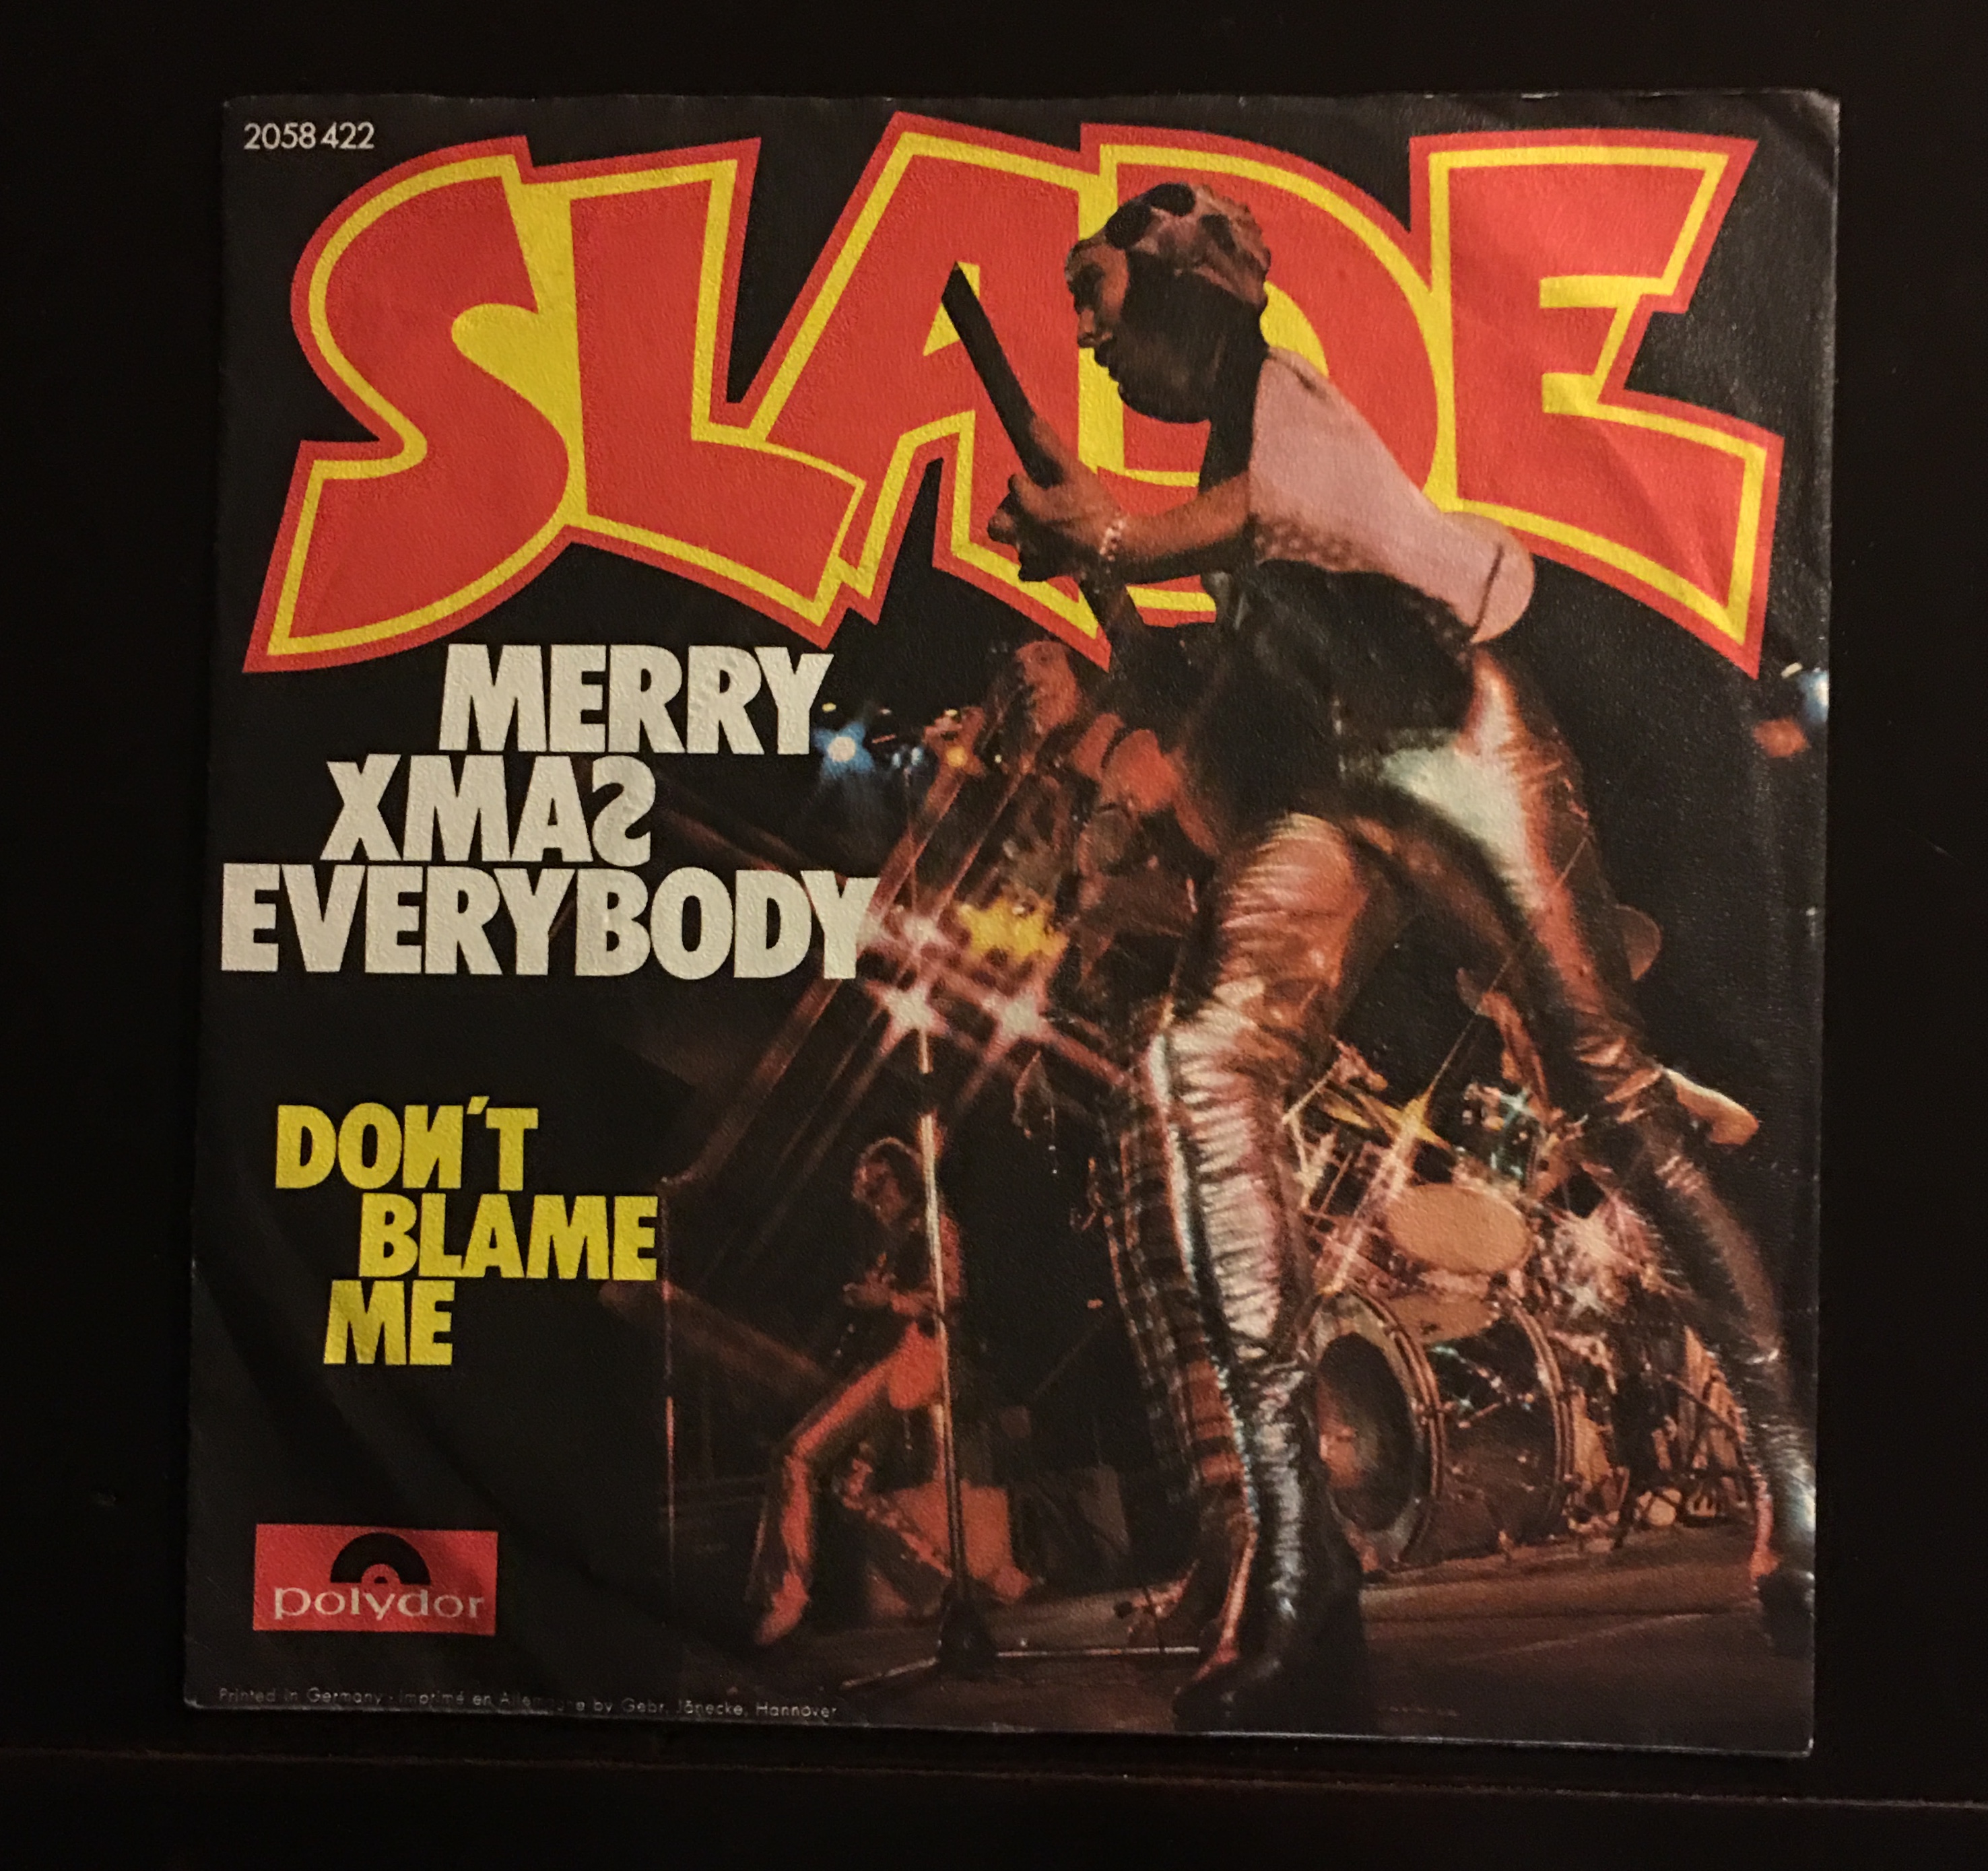 2058 422
SLADE
MERRY
XMAS
EVERYBODY
DON'T
BLAME
ME
polydor
Printed in Germany · Imprimé en Allemagne by Gebr. Jänecke, Hannover